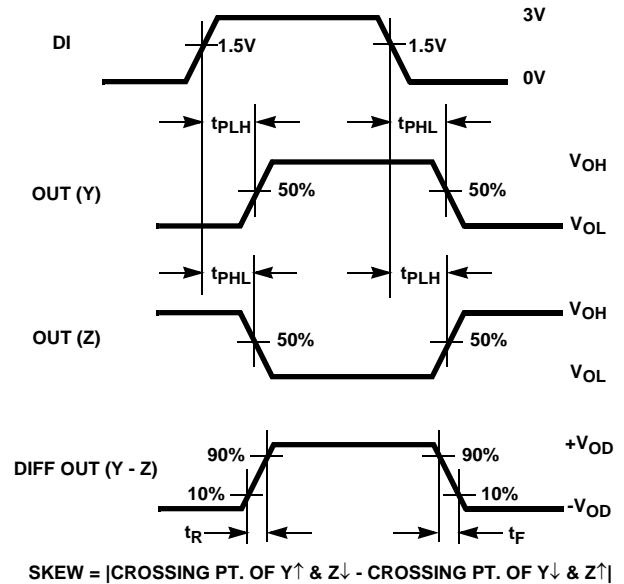 3V
DI
1.5V
1.5V
0V
tPLH
tPHL
VOH
50%
50%
OUT (Y)
VOL
tPHL
tPLH
VOH
OUT (Z)
50%
50%
VOL
+VOD
90%
90%
DIFF OUT (Y - Z)
10%
10%
-VOD
tR
tF
SKEW = |CROSSING PT. OF Y↑ & Z↓ - CROSSING PT. OF Y↓ & Z↑|